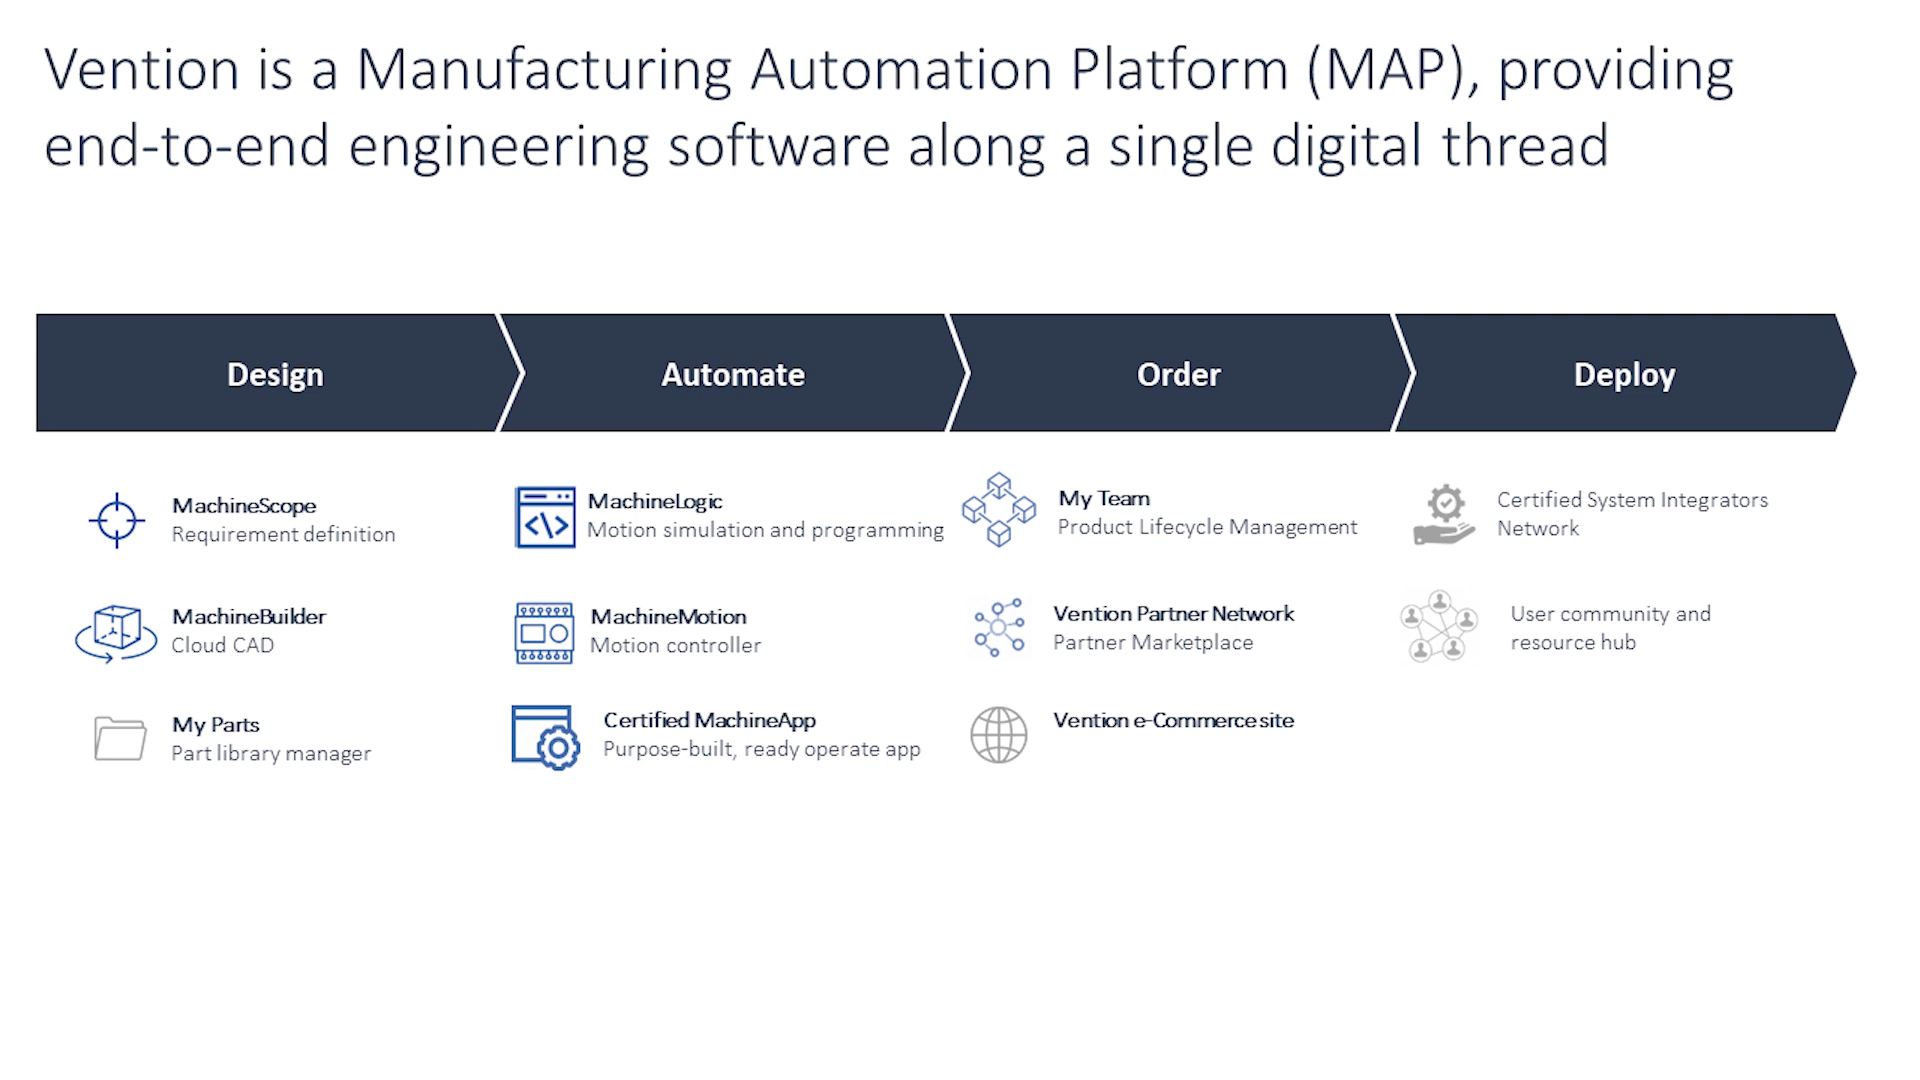 Vention is a Manufacturing Automation Platform (MAP), providing
end-to-end engineering software along a single digital thread
Design
Automate
Order
Deploy
MachineScope
Requirement definition
MachineBuilder
Cloud CAD
My Parts
Part library manager
MachineLogic
Motion simulation and programming
MachineMotion
Motion controller
Certified MachineApp
Purpose-built, ready operate app
My Team
Product Lifecycle Management
Vention Partner Network
Partner Marketplace
Vention e-Commerce site
Certified System Integrators
Network
User community and
resource hub